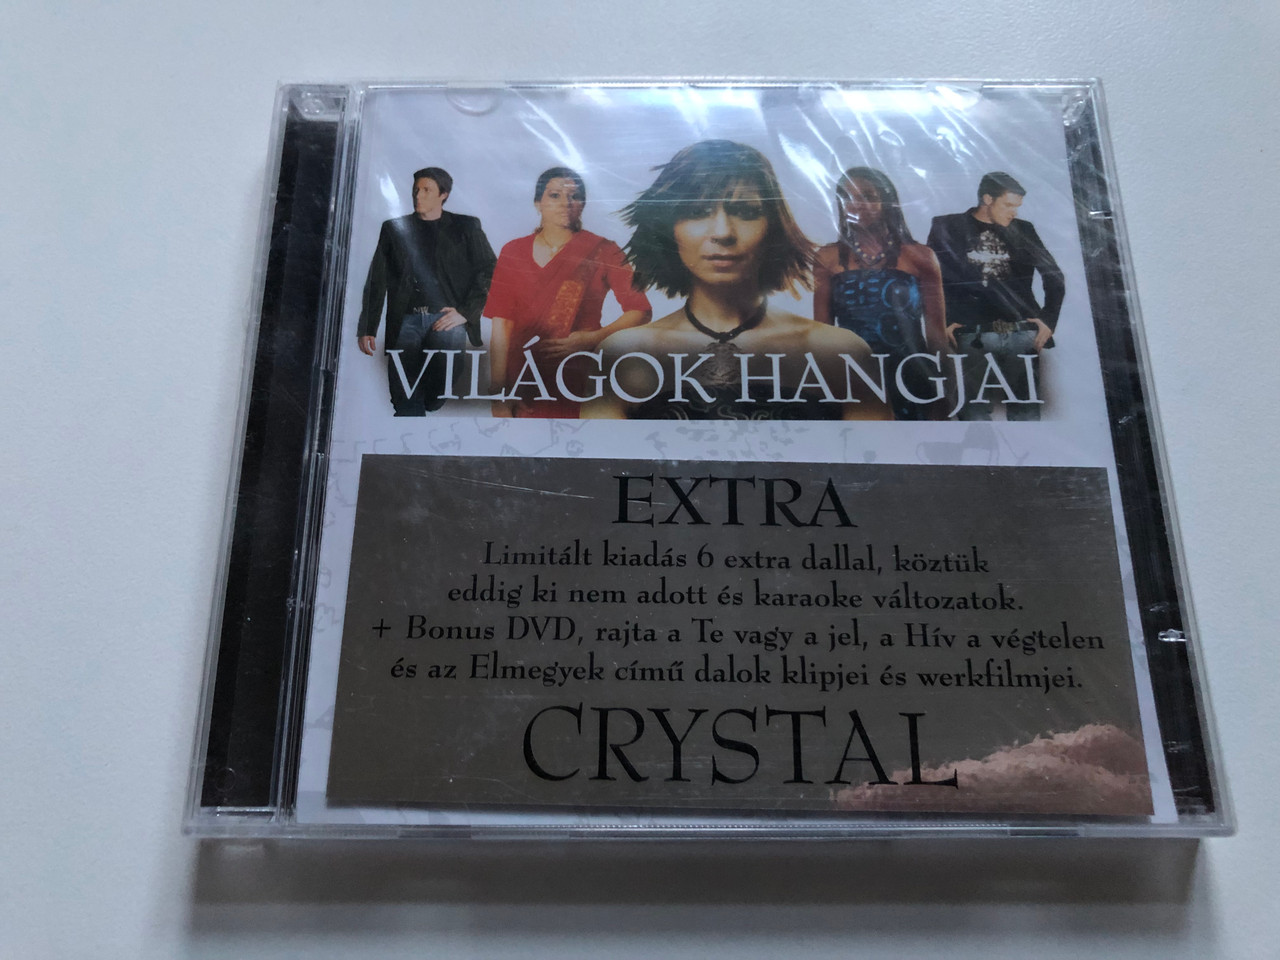 VILÁGOK HANGJAI
EXTRA
Limitált kiadás 6 extra dallal, köztük
eddig ki nem adott és karaoke változatok.
+ Bonus DVD, rajta a Te vagy a jel, a Hív a végtelen
és az Elmegyek című dalok klipjei és werkfilmjei.
CRYSTAL